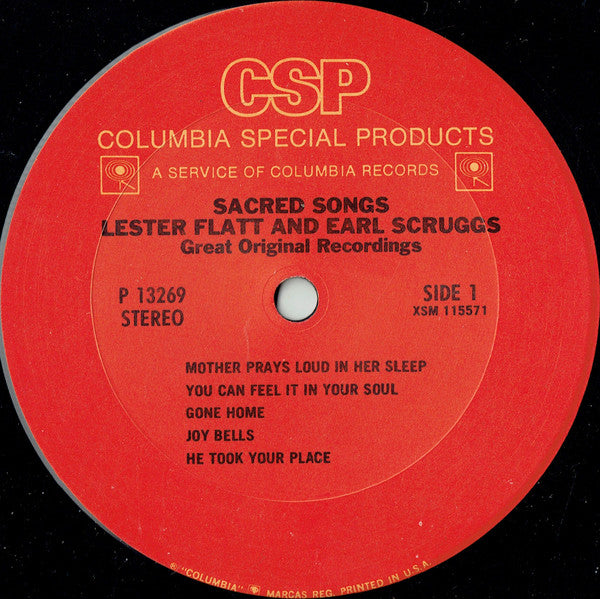 CSP
COLUMBIA SPECIAL PRODUCTS
A SERVICE OF COLUMBIA RECORDS
SACRED SONGS
LESTER FLATT AND EARL SCRUGGS
Great Original Recordings
P 13269
STEREO
SIDE 1
XSM 115571
MOTHER PRAYS LOUD IN HER SLEEP
YOU CAN FEEL IT IN YOUR SOUL
GONE HOME
JOY BELLS
HE TOOK YOUR PLACE
® "COLUMBIA" MARCAS REG. PRINTED IN U.S.A.